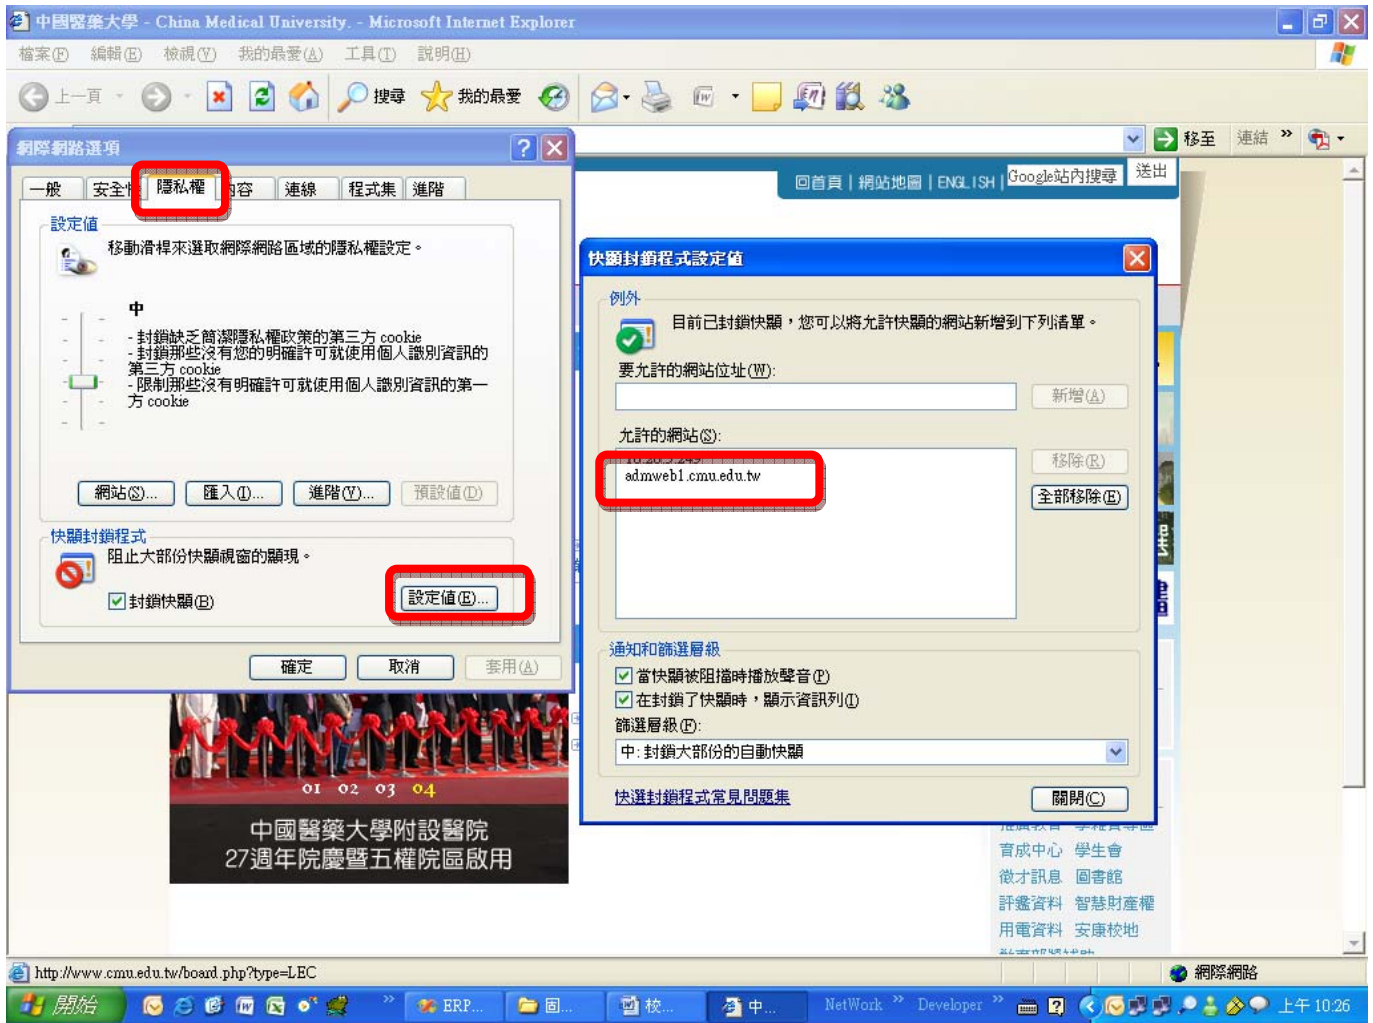 中國醫藥大學 - China Medical University. - Microsoft Internet Explorer
檔案(F) 編輯(E) 檢視(V) 我的最愛(A) 工具(T) 說明(H)
上一頁 搜尋 我的最愛
移至 連結 »
網際網路選項
一般 安全性 隱私權 內容 連線 程式集 進階
設定值
移動滑桿來選取網際網路區域的隱私權設定。
中
- 封鎖缺乏簡潔隱私權政策的第三方 cookie
- 封鎖那些沒有您的明確許可就使用個人識別資訊的
第三方 cookie
- 限制那些沒有明確許可就使用個人識別資訊的第一
方 cookie
網站(S)... 匯入(I)... 進階(V)... 預設值(D)
快顯封鎖程式
阻止大部份快顯視窗的顯現。
封鎖快顯(B)
設定值(E)...
確定 取消 套用(A)
回首頁 | 網站地圖 | ENGLISH | Google站內搜尋 送出
快顯封鎖程式設定值
例外
目前已封鎖快顯，您可以將允許快顯的網站新增到下列清單。
要允許的網站位址(W):
新增(A)
允許的網站(S):
admweb1.cmu.edu.tw
移除(R)
全部移除(E)
通知和篩選層級
當快顯被阻擋時播放聲音(P)
在封鎖了快顯時，顯示資訊列(I)
篩選層級(F):
中: 封鎖大部份的自動快顯
快選封鎖程式常見問題集
關閉(C)
01 02 03 04
中國醫藥大學附設醫院
27週年院慶暨五權院區啟用
育成中心 學生會
徵才訊息 圖書館
評鑑資料 智慧財產權
用電資料 安康校地
http://www.cmu.edu.tw/board.php?type=LEC
網際網路
開始 » ERP... 固... 校... 中... NetWork » Developer » 上午 10:26